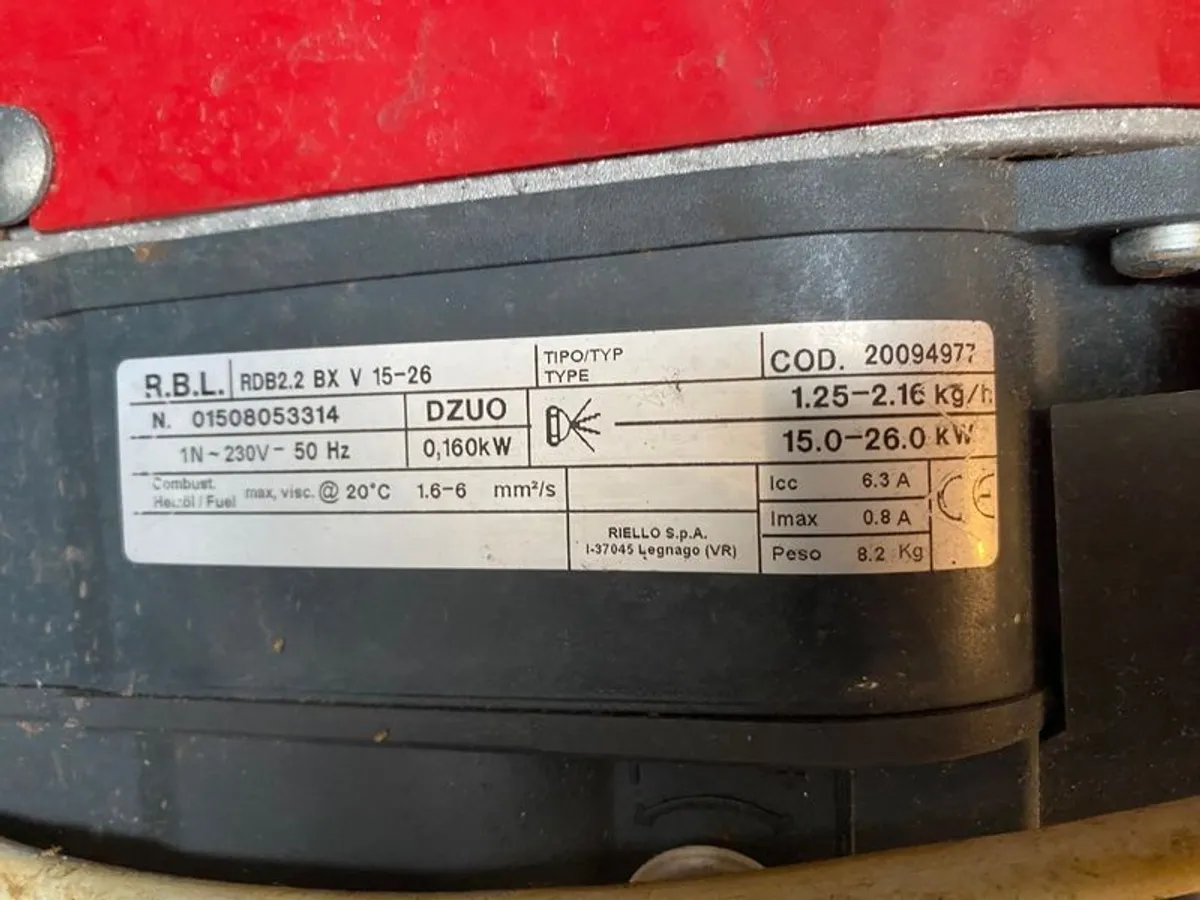 R.B.L. RDB2.2 BX V 15-26
TIPO/TYP
TYPE
COD. 20094977
N. 01508053314 DZUO
1.25-2.16 kg/h
1N ~ 230V - 50 Hz 0,160kW
15.0-26.0 kW
Combust.
Heizöl / Fuel max, visc. @ 20°C 1.6-6 mm²/s
Icc 6.3 A
Imax 0.8 A
RIELLO S.p.A.
I-37045 Legnago (VR)
Peso 8.2 Kg
CE